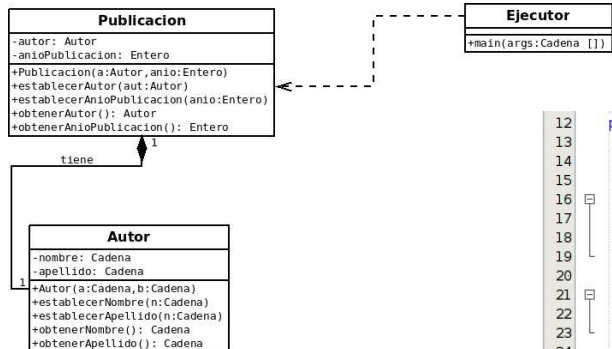 Publicacion
-autor: Autor
-anioPublicacion: Entero
+Publicacion(a:Autor,anio:Entero)
+establecerAutor(aut:Autor)
+establecerAnioPublicacion(anio:Entero)
+obtenerAutor(): Autor
+obtenerAnioPublicacion(): Entero
Ejecutor
+main(args:Cadena [])
1
tiene
1
Autor
-nombre: Cadena
-apellido: Cadena
+Autor(a:Cadena,b:Cadena)
+establecerNombre(n:Cadena)
+establecerApellido(n:Cadena)
+obtenerNombre(): Cadena
+obtenerApellido(): Cadena
12
13
14
15
16
17
18
19
20
21
22
23